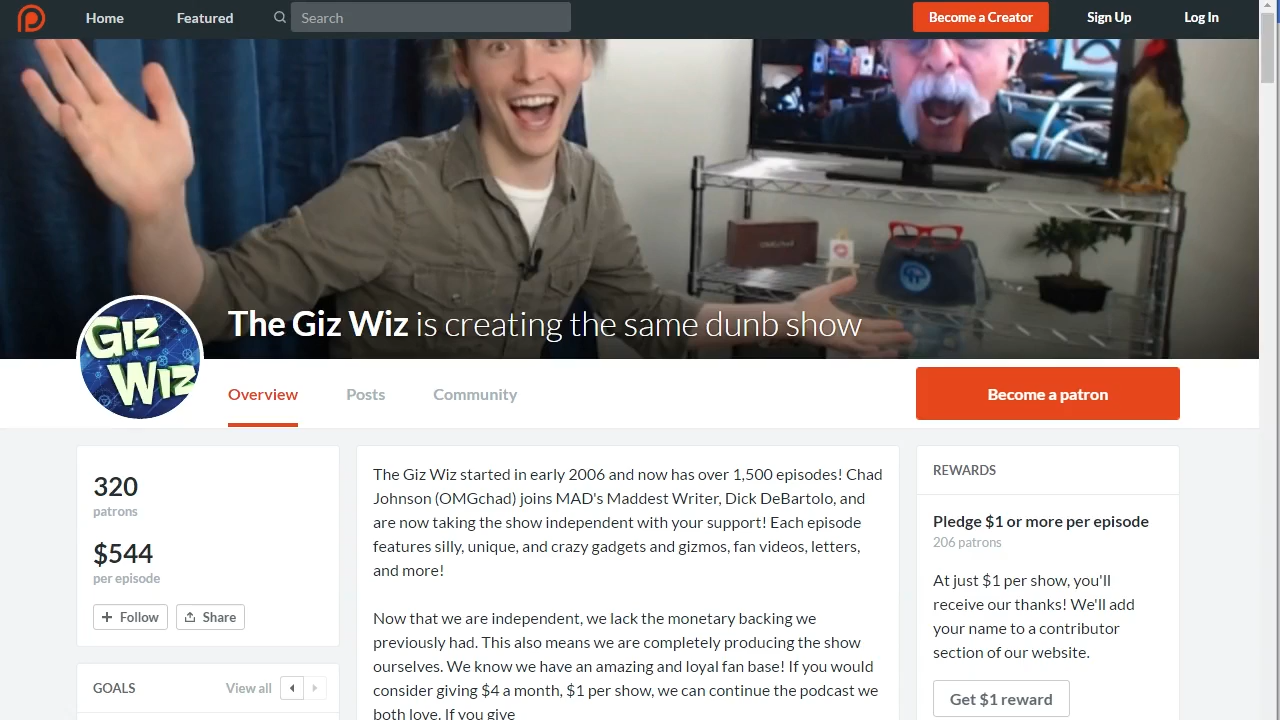 Home
Featured
Search
Become a Creator
Sign Up
Log In
OMGchad
The Giz Wiz is creating the same dunb show
GIZ
WIZ
Overview
Posts
Community
Become a patron
320
patrons
$544
per episode
+ Follow
Share
GOALS
View all
The Giz Wiz started in early 2006 and now has over 1,500 episodes! Chad
Johnson (OMGchad) joins MAD's Maddest Writer, Dick DeBartolo, and
are now taking the show independent with your support! Each episode
features silly, unique, and crazy gadgets and gizmos, fan videos, letters,
and more!
Now that we are independent, we lack the monetary backing we
previously had. This also means we are completely producing the show
ourselves. We know we have an amazing and loyal fan base! If you would
consider giving $4 a month, $1 per show, we can continue the podcast we
both love. If you give
REWARDS
Pledge $1 or more per episode
206 patrons
At just $1 per show, you'll
receive our thanks! We'll add
your name to a contributor
section of our website.
Get $1 reward